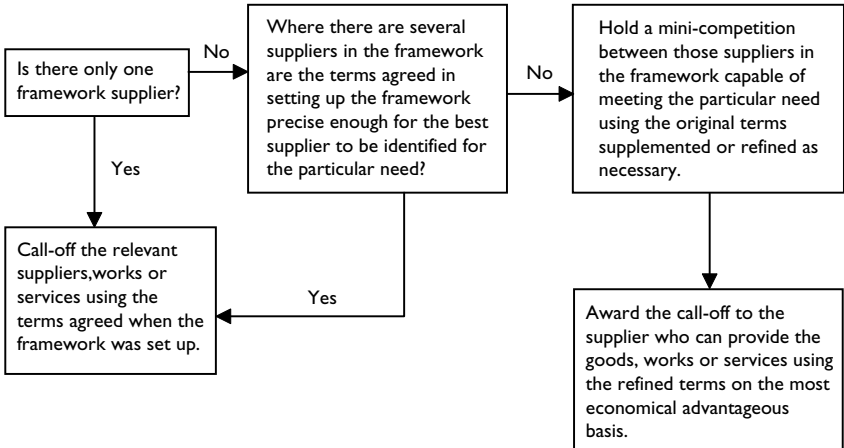 Is there only one
framework supplier?
No
Where there are several
suppliers in the framework
are the terms agreed in
setting up the framework
precise enough for the best
supplier to be identified for
the particular need?
No
Hold a mini-competition
between those suppliers in
the framework capable of
meeting the particular need
using the original terms
supplemented or refined as
necessary.
Yes
Call-off the relevant
suppliers,works or
services using the
terms agreed when the
framework was set up.
Yes
Award the call-off to the
supplier who can provide the
goods, works or services using
the refined terms on the most
economical advantageous
basis.